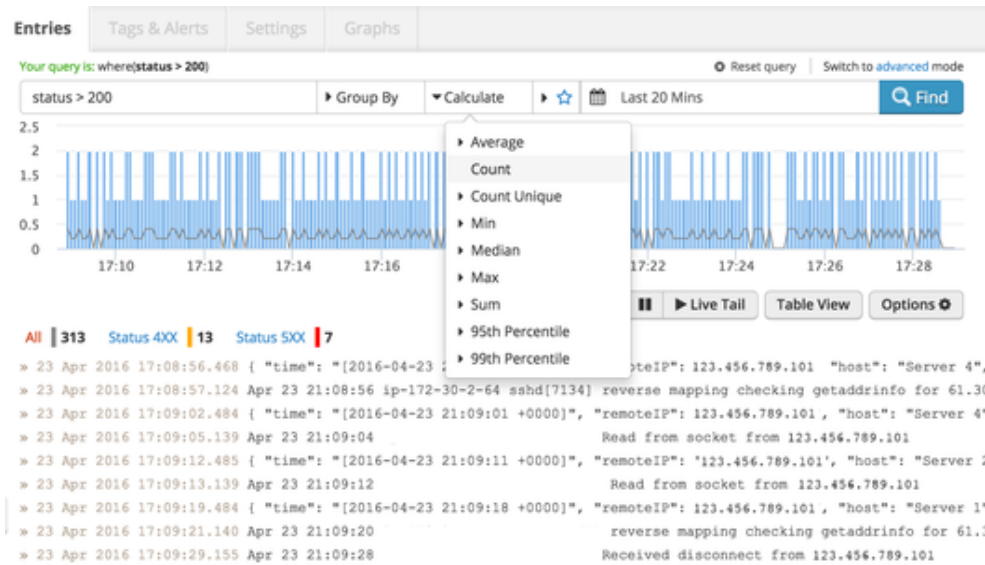 Entries Tags & Alerts Settings Graphs
Your query is: where(status > 200) Reset query Switch to advanced mode
status > 200 Group By Calculate Last 20 Mins Find
2.5
2
1.5
1
0.5
0
17:10 17:12 17:14 17:16 17:22 17:24 17:26 17:28
Average
Count
Count Unique
Min
Median
Max
Sum
95th Percentile
99th Percentile
Live Tail Table View Options
All 313 Status 4XX 13 Status 5XX 7
» 23 Apr 2016 17:08:56.468 { "time": "[2016-04-23 2 oteIP": 123.456.789.101 "host": "Server 4",
» 23 Apr 2016 17:08:57.124 Apr 23 21:08:56 ip-172-30-2-64 sshd[7134] reverse mapping checking getaddrinfo for 61.30
» 23 Apr 2016 17:09:02.484 { "time": "[2016-04-23 21:09:01 +0000]", "remoteIP": 123.456.789.101 , "host": "Server 4"
» 23 Apr 2016 17:09:05.139 Apr 23 21:09:04 Read from socket from 123.456.789.101
» 23 Apr 2016 17:09:12.485 { "time": "[2016-04-23 21:09:11 +0000]", "remoteIP": '123.456.789.101', "host": "Server 2
» 23 Apr 2016 17:09:13.139 Apr 23 21:09:12 Read from socket from 123.456.789.101
» 23 Apr 2016 17:09:19.484 { "time": "[2016-04-23 21:09:18 +0000]", "remoteIP": 123.456.789.101 , "host": "Server 1"
» 23 Apr 2016 17:09:21.140 Apr 23 21:09:20 reverse mapping checking getaddrinfo for 61.
» 23 Apr 2016 17:09:29.155 Apr 23 21:09:28 Received disconnect from 123.456.789.101